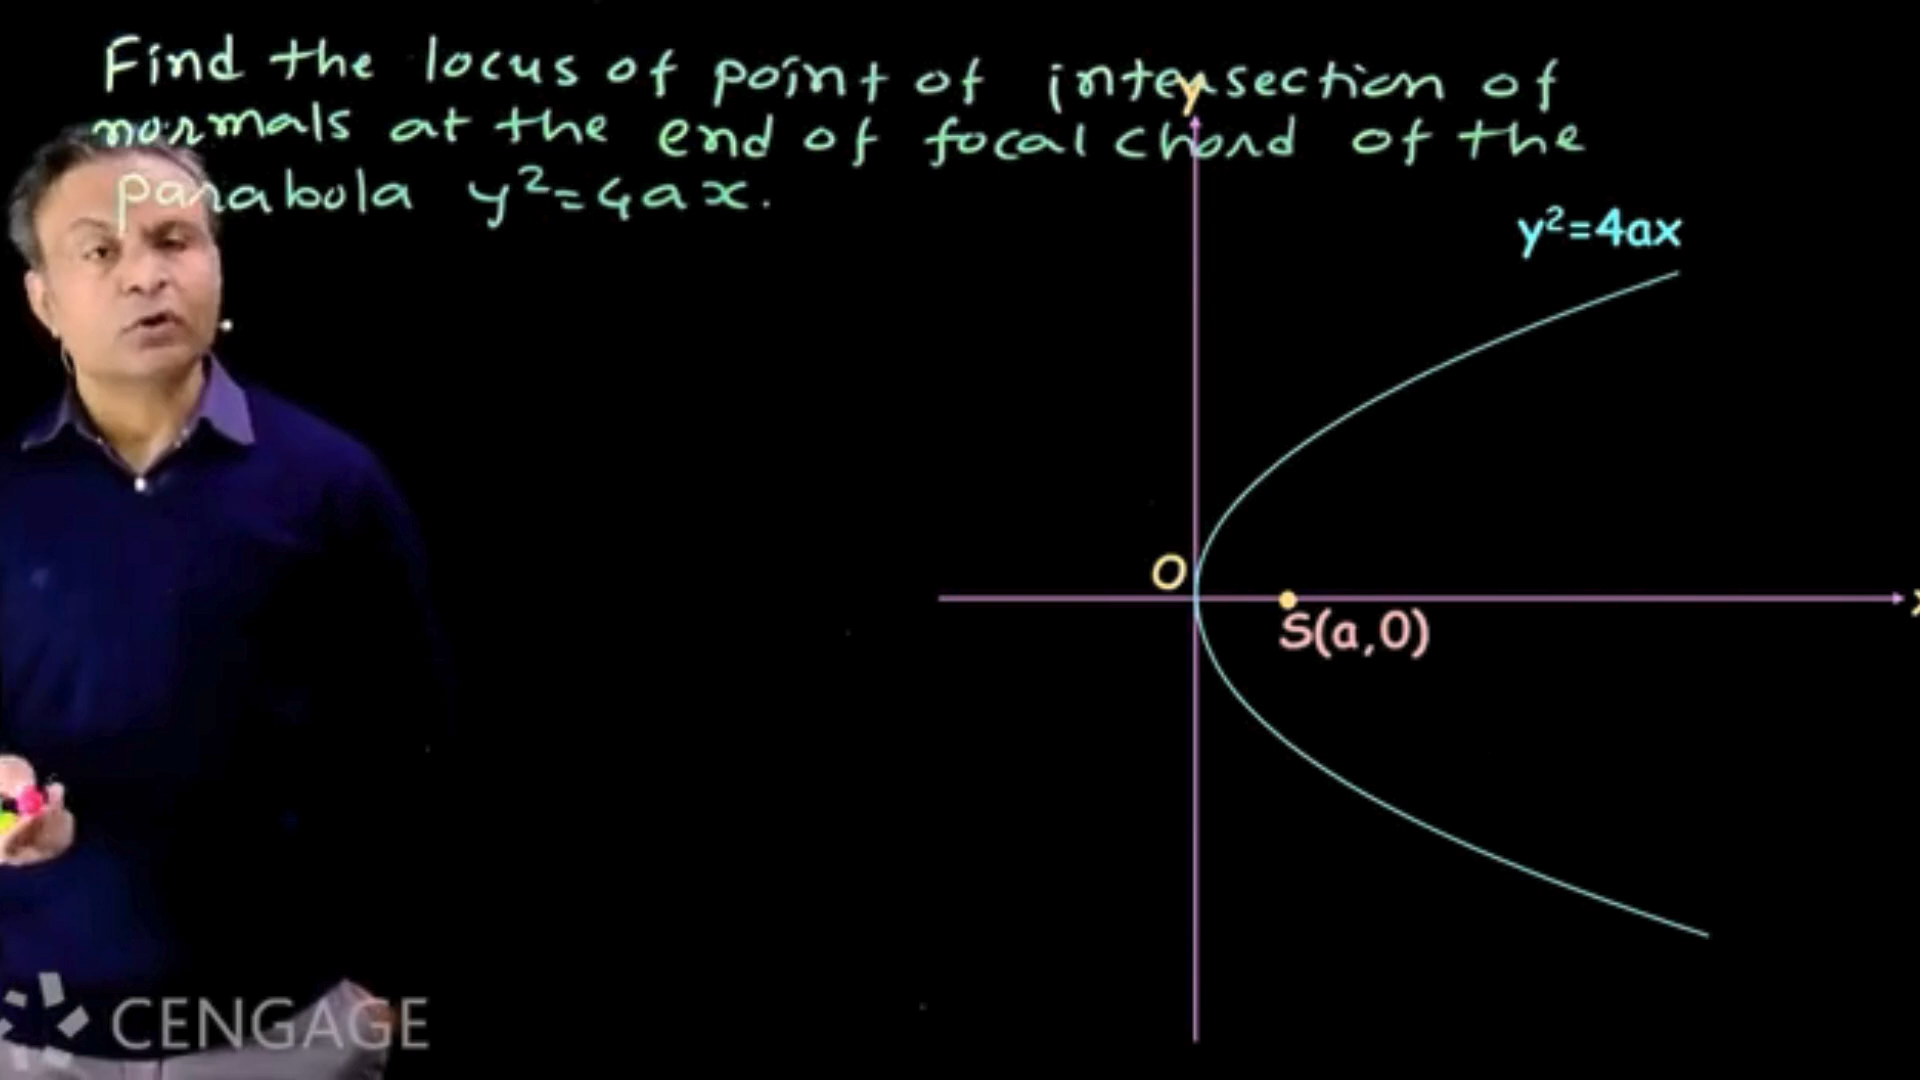 Find the locus of point of intersection of
normals at the end of focal chord of the
parabola y²=4ax.
y
y²=4ax
O
S(a,0)
x
CENGAGE